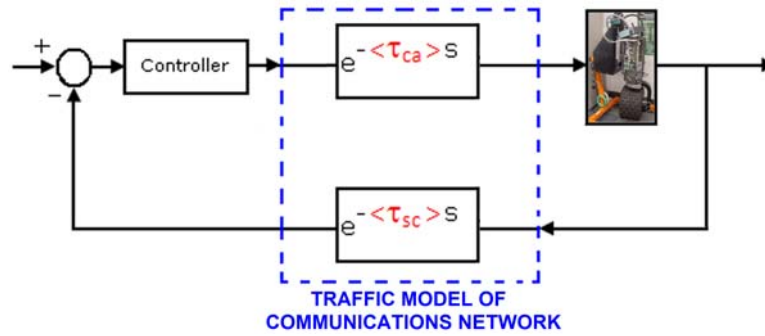 +
Controller
e-<τca>s
−
e-<τsc>s
TRAFFIC MODEL OF
COMMUNICATIONS NETWORK